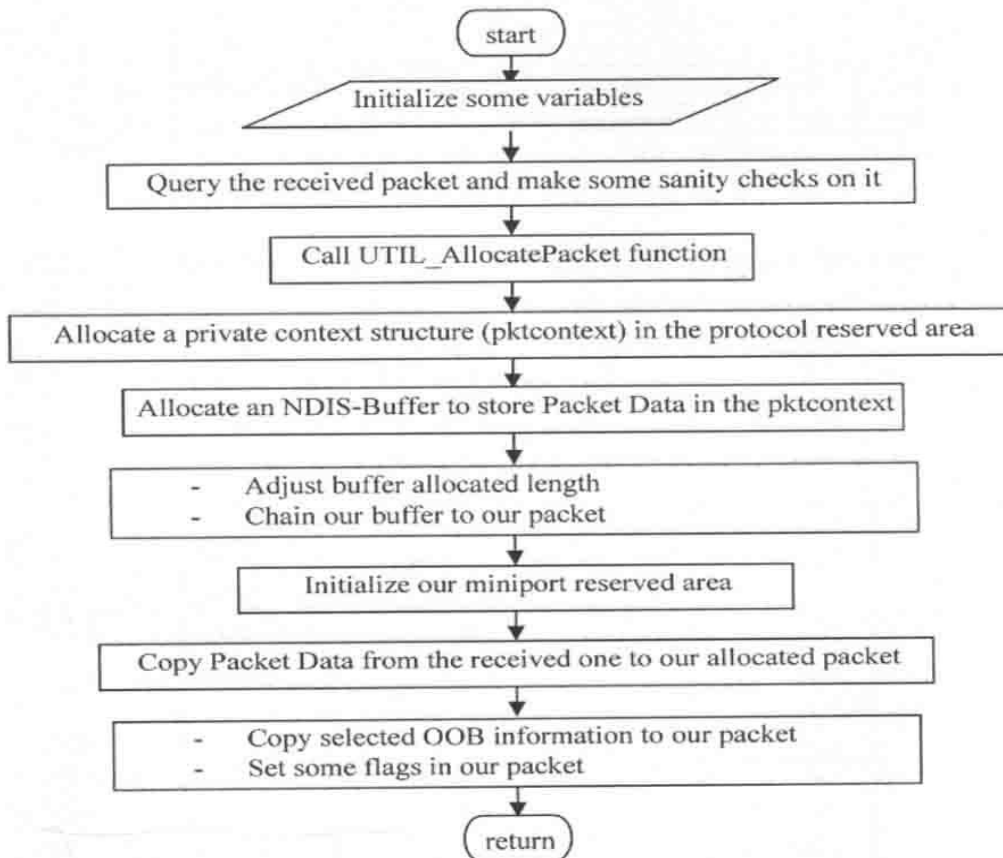 start
Initialize some variables
Query the received packet and make some sanity checks on it
Call UTIL_AllocatePacket function
Allocate a private context structure (pktcontext) in the protocol reserved area
Allocate an NDIS-Buffer to store Packet Data in the pktcontext
- Adjust buffer allocated length
- Chain our buffer to our packet
Initialize our miniport reserved area
Copy Packet Data from the received one to our allocated packet
- Copy selected OOB information to our packet
- Set some flags in our packet
return